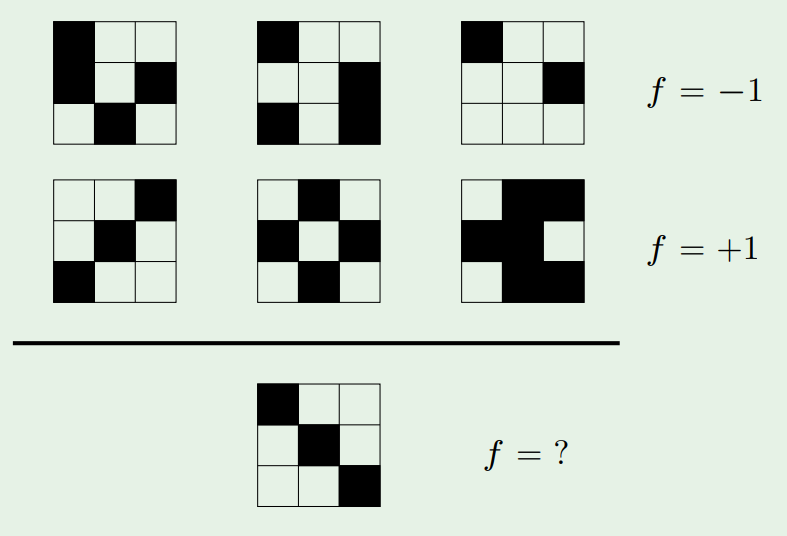 f = −1
f = +1
f = ?